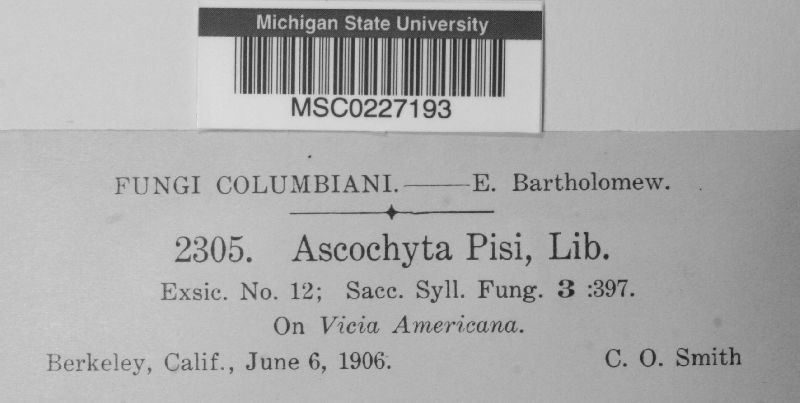 Michigan State University
MSC0227193
FUNGI COLUMBIANI.——E. Bartholomew.
2305. Ascochyta Pisi, Lib.
Exsic. No. 12; Sacc. Syll. Fung. 3 :397.
On Vicia Americana.
Berkeley, Calif., June 6, 1906. C. O. Smith